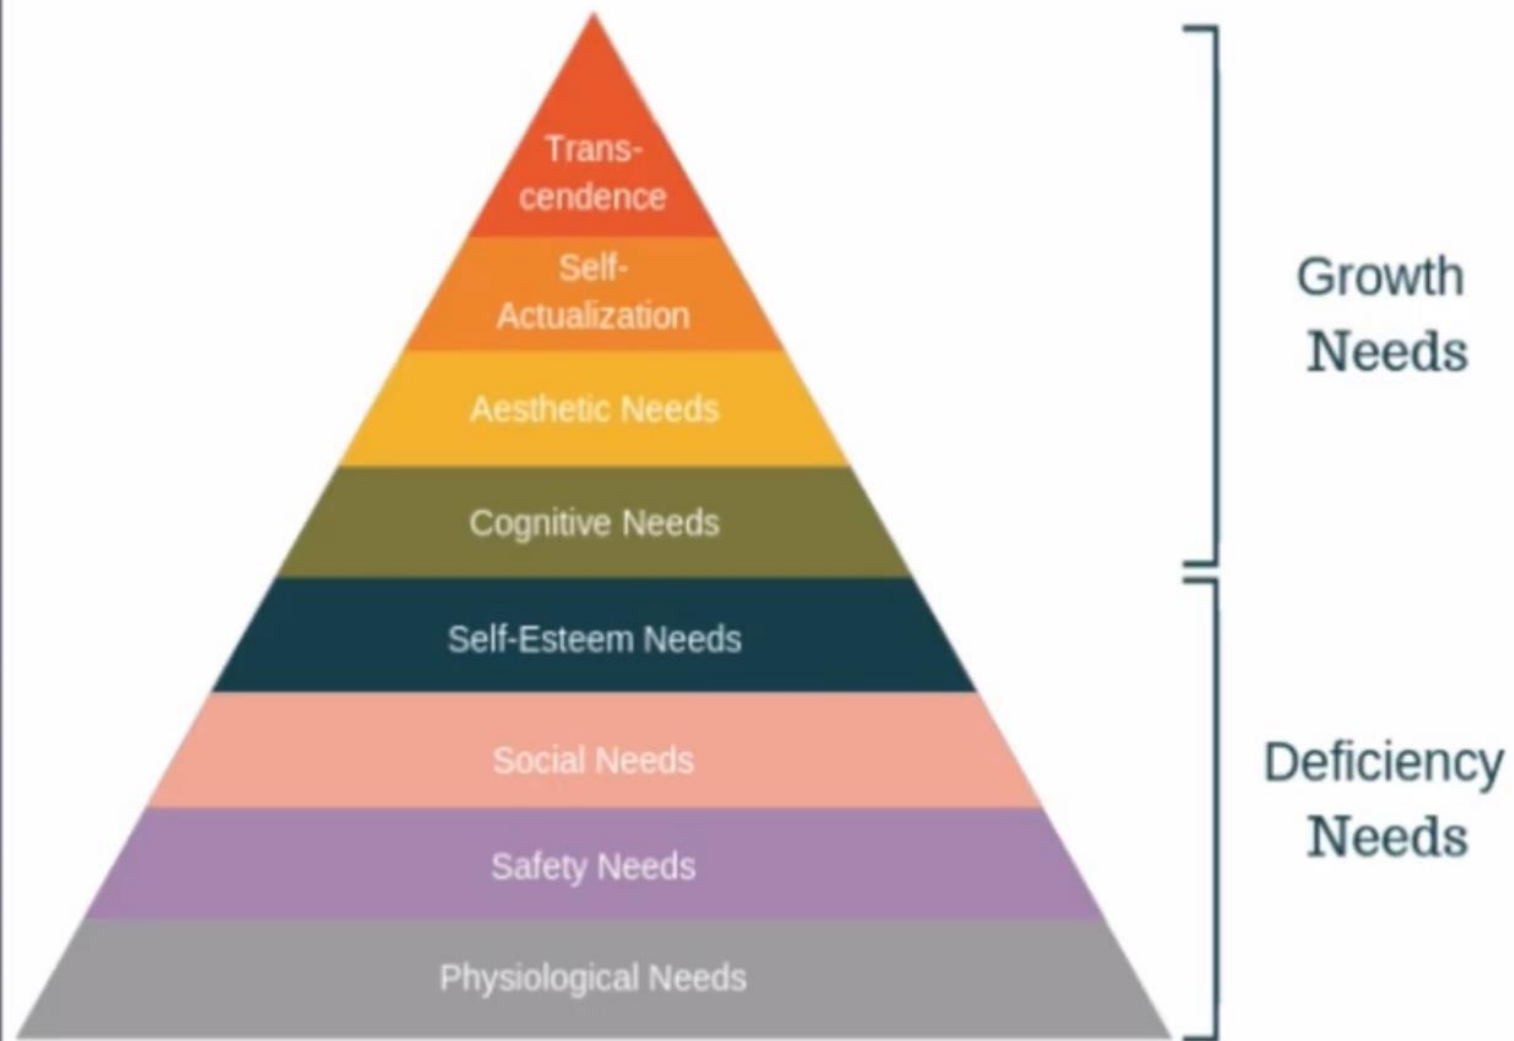 Trans-
cendence
Self-
Actualization
Aesthetic Needs
Cognitive Needs
Self-Esteem Needs
Social Needs
Safety Needs
Physiological Needs
Growth
Needs
Deficiency
Needs